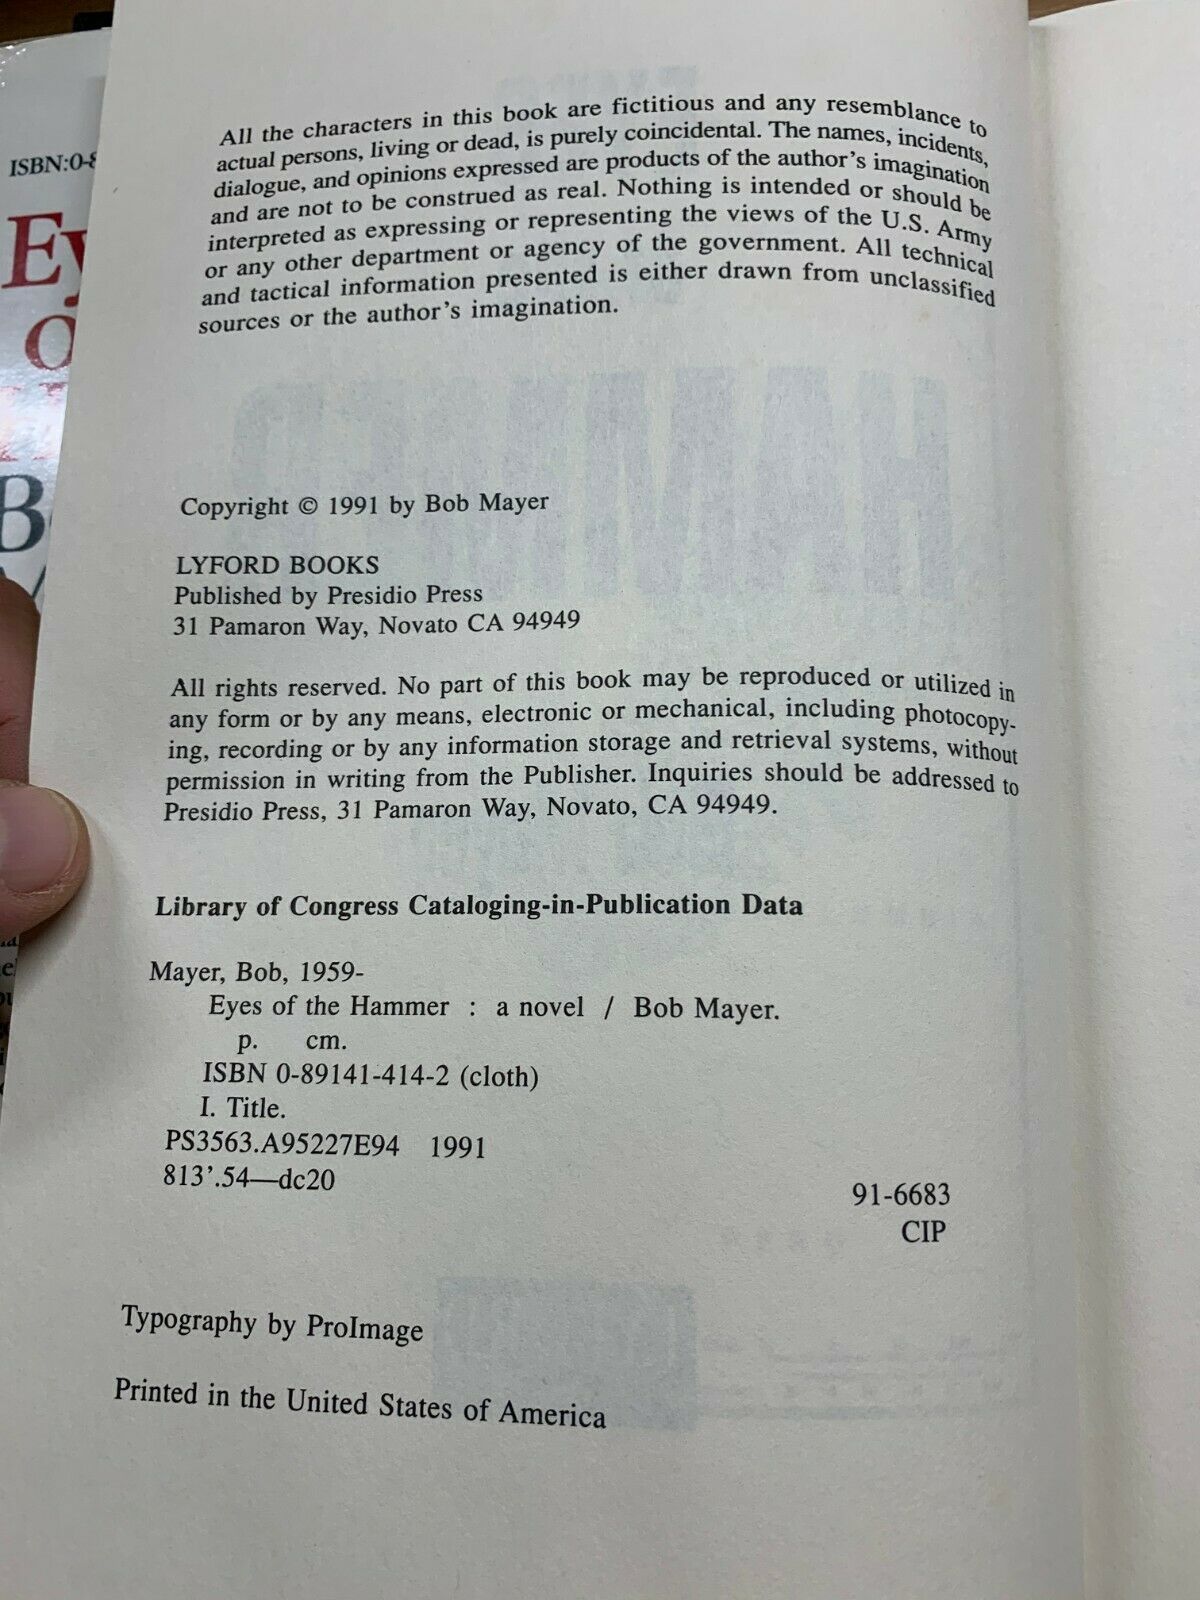 ISBN:0-8
Ey
O
All the characters in this book are fictitious and any resemblance to
actual persons, living or dead, is purely coincidental. The names, incidents,
dialogue, and opinions expressed are products of the author's imagination
and are not to be construed as real. Nothing is intended or should be
interpreted as expressing or representing the views of the U.S. Army
or any other department or agency of the government. All technical
and tactical information presented is either drawn from unclassified
sources or the author's imagination.
Copyright © 1991 by Bob Mayer
LYFORD BOOKS
Published by Presidio Press
31 Pamaron Way, Novato CA 94949
All rights reserved. No part of this book may be reproduced or utilized in
any form or by any means, electronic or mechanical, including photocopy-
ing, recording or by any information storage and retrieval systems, without
permission in writing from the Publisher. Inquiries should be addressed to
Presidio Press, 31 Pamaron Way, Novato, CA 94949.
Library of Congress Cataloging-in-Publication Data
Mayer, Bob, 1959-
Eyes of the Hammer : a novel / Bob Mayer.
p. cm.
ISBN 0-89141-414-2 (cloth)
I. Title.
PS3563.A95227E94 1991
813'.54—dc20
91-6683
CIP
Typography by ProImage
Printed in the United States of America